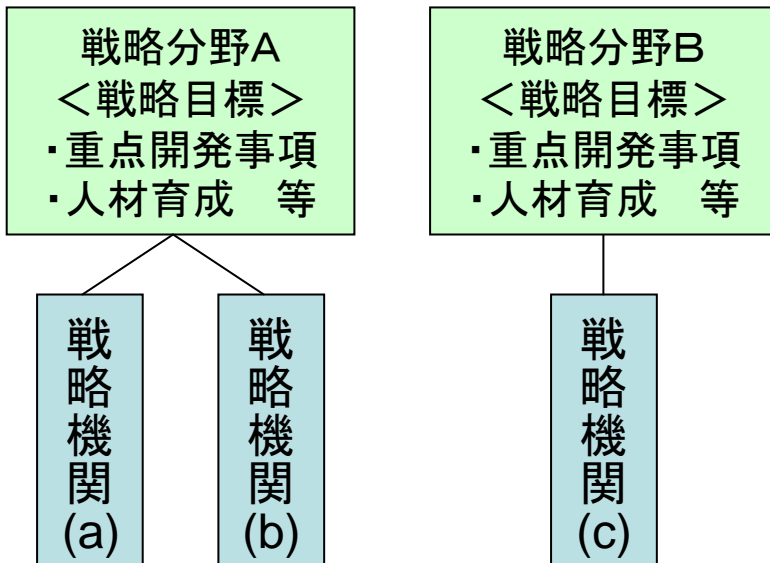 戦略分野A
＜戦略目標＞
・重点開発事項
・人材育成　等
戦略分野B
＜戦略目標＞
・重点開発事項
・人材育成　等
戦略機関(a)
戦略機関(b)
戦略機関(c)